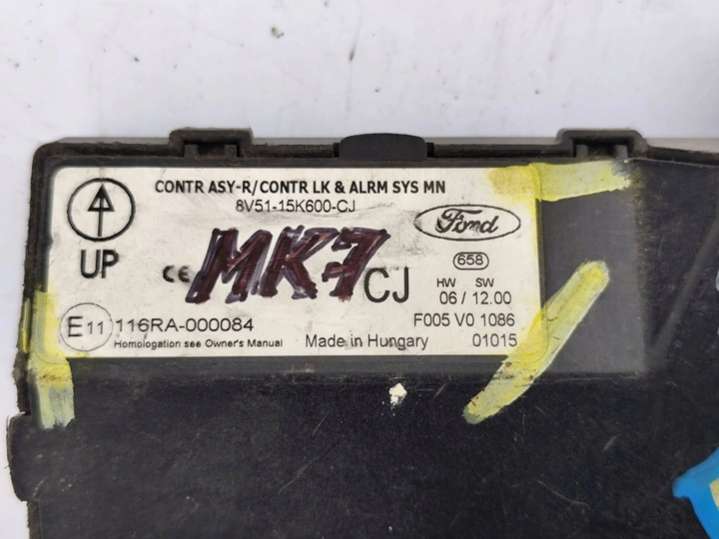 CONTR ASY-R/CONTR LK & ALRM SYS MN
8V51-15K600-CJ
Ford
UP
CE MK7 CJ
658
HW SW
06 / 12.00
E11 116RA-000084
F005 V0 1086
Homologation see Owner's Manual
Made in Hungary
01015